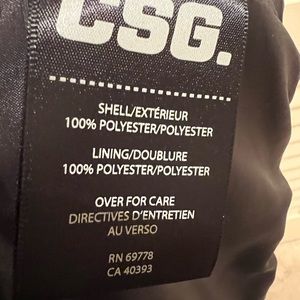 CSG.
SHELL/EXTÉRIEUR
100% POLYESTER/POLYESTER
LINING/DOUBLURE
100% POLYESTER/POLYESTER
OVER FOR CARE
DIRECTIVES D'ENTRETIEN
AU VERSO
RN 69778
CA 40393